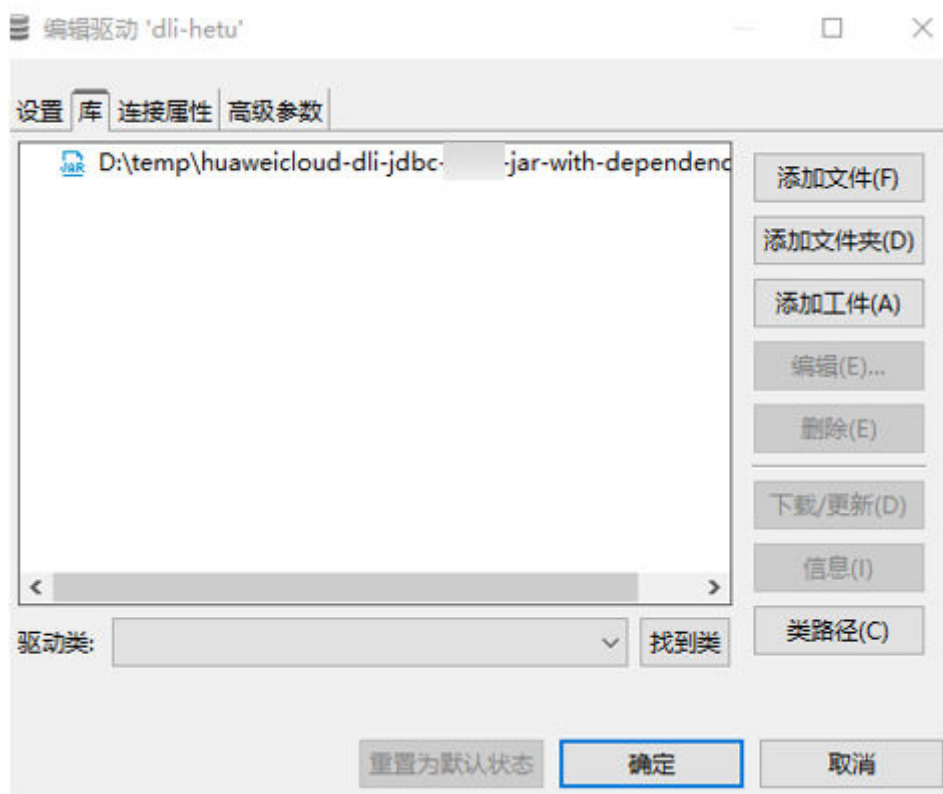 编辑驱动 'dli-hetu'
设置 库 连接属性 高级参数
JAR D:\temp\huaweicloud-dli-jdbc- -jar-with-dependenc
添加文件(F)
添加文件夹(D)
添加工件(A)
编辑(E)...
删除(E)
下载/更新(D)
信息(I)
类路径(C)
驱动类:
找到类
重置为默认状态 确定 取消